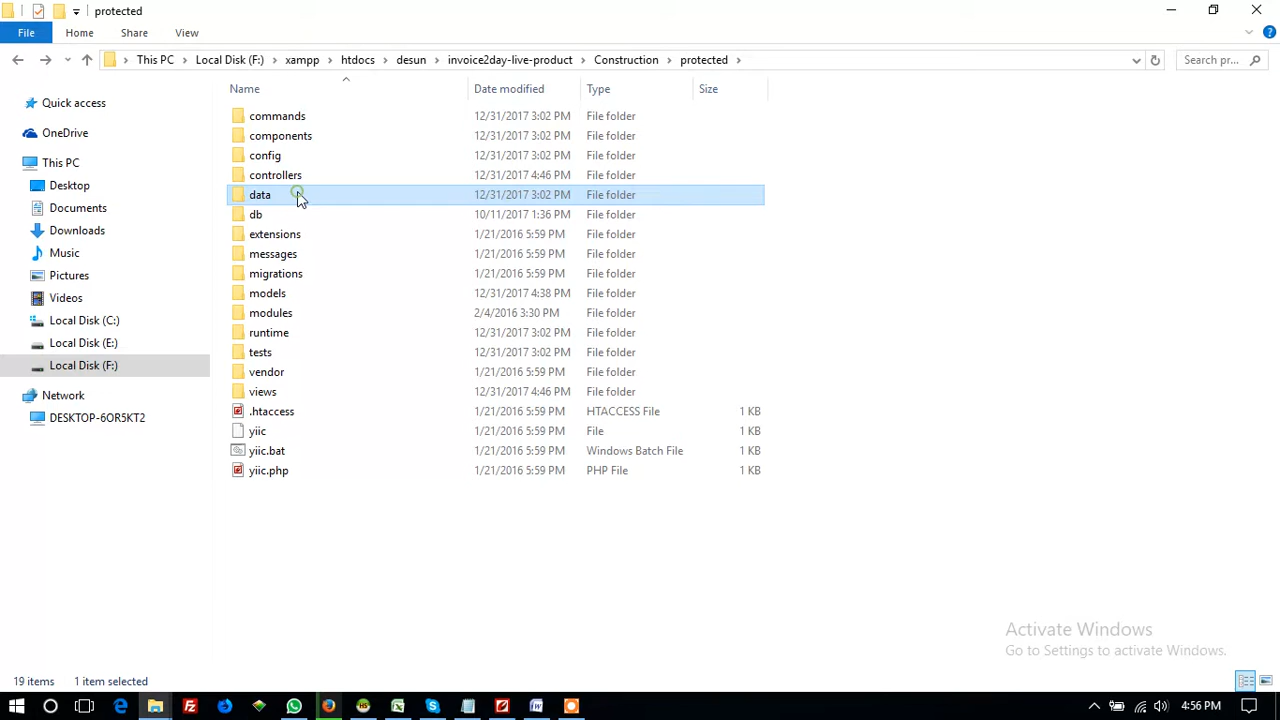 protected
File Home Share View
This PC Local Disk (F:) xampp htdocs desun invoice2day-live-product Construction protected Search pr...
Name Date modified Type Size
Quick access
OneDrive
This PC
Desktop
Documents
Downloads
Music
Pictures
Videos
Local Disk (C:)
Local Disk (E:)
Local Disk (F:)
Network
DESKTOP-6OR5KT2
commands 12/31/2017 3:02 PM File folder
components 12/31/2017 3:02 PM File folder
config 12/31/2017 3:02 PM File folder
controllers 12/31/2017 4:46 PM File folder
data 12/31/2017 3:02 PM File folder
db 10/11/2017 1:36 PM File folder
extensions 1/21/2016 5:59 PM File folder
messages 1/21/2016 5:59 PM File folder
migrations 1/21/2016 5:59 PM File folder
models 12/31/2017 4:38 PM File folder
modules 2/4/2016 3:30 PM File folder
runtime 12/31/2017 3:02 PM File folder
tests 12/31/2017 3:02 PM File folder
vendor 1/21/2016 5:59 PM File folder
views 12/31/2017 4:46 PM File folder
.htaccess 1/21/2016 5:59 PM HTACCESS File 1 KB
yiic 1/21/2016 5:59 PM File 1 KB
yiic.bat 1/21/2016 5:59 PM Windows Batch File 1 KB
yiic.php 1/21/2016 5:59 PM PHP File 1 KB
Activate Windows
Go to Settings to activate Windows.
19 items 1 item selected
4:56 PM